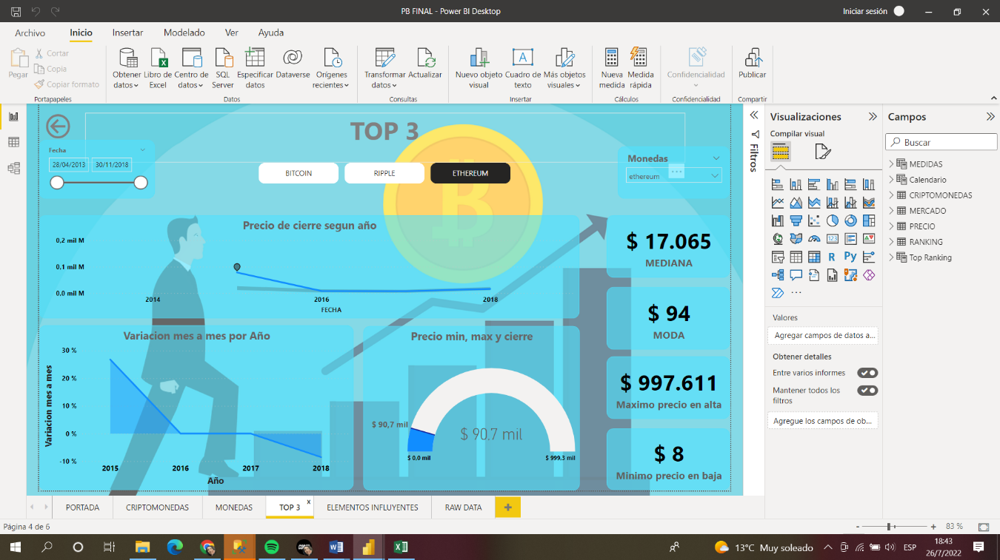 PB FINAL - Power BI Desktop
Iniciar sesión
Archivo
Inicio
Insertar
Modelado
Ver
Ayuda
Pegar
Cortar
Copia
Copiar formato
Portapapeles
Obtener datos
Libro de Excel
Centro de datos
SQL Server
Especificar datos
Dataverse
Orígenes recientes
Datos
Transformar datos
Actualizar
Consultas
Nuevo objeto visual
Cuadro de texto
Más objetos visuales
Insertar
Nueva medida
Medida rápida
Cálculos
Confidencialidad
Confidencialidad
Publicar
Compartir
TOP 3
Fecha
28/04/2013
30/11/2018
BITCOIN
RIPPLE
ETHEREUM
Monedas
ethereum
Precio de cierre segun año
0,2 mil M
0,1 mil M
0.0 mil M
2014
2016
2018
FECHA
$ 17.065
MEDIANA
$ 94
MODA
$ 997.611
Maximo precio en alta
$ 8
Minimo precio en baja
Variacion mes a mes por Año
Variacion mes a mes
30 %
20 %
10 %
0 %
-10 %
2015
2016
2017
2018
Año
Precio min, max y cierre
$ 90,7 mil
$ 90.7 mil
$ 0,0 mil
$ 999.3 mil
Filtros
Visualizaciones
Compilar visual
R
Py
123
Valores
Agregar campos de datos a...
Obtener detalles
Entre varios informes
Mantener todos los
filtros
Agregue los campos de ob...
Campos
Buscar
MEDIDAS
Calendario
CRIPTOMONEDAS
MERCADO
PRECIO
RANKING
Top Ranking
PORTADA
CRIPTOMONEDAS
MONEDAS
TOP 3
x
ELEMENTOS INFLUYENTES
RAW DATA
+
Página 4 de 6
- + 83 %
13°C Muy soleado
ESP
18:43
26/7/2022